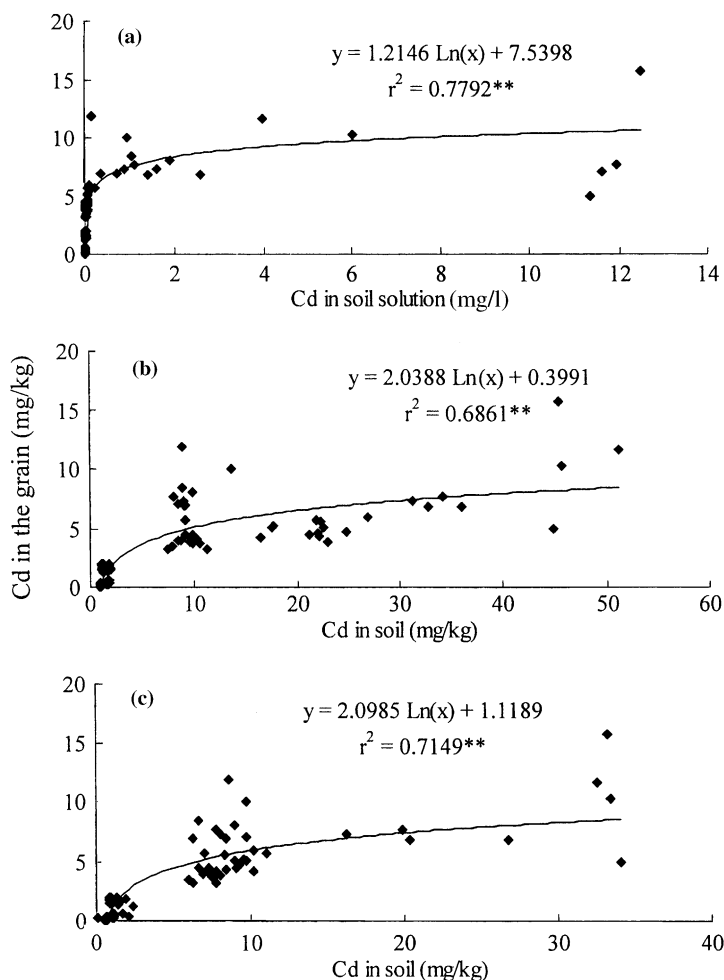 (a)
y = 1.2146 Ln(x) + 7.5398
r² = 0.7792**
20
15
10
5
0
0 2 4 6 8 10 12 14
Cd in soil solution (mg/l)
Cd in the grain (mg/kg)
(b)
y = 2.0388 Ln(x) + 0.3991
r² = 0.6861**
20
15
10
5
0
0 10 20 30 40 50 60
Cd in soil (mg/kg)
(c)
y = 2.0985 Ln(x) + 1.1189
r² = 0.7149**
20
15
10
5
0
0 10 20 30 40
Cd in soil (mg/kg)